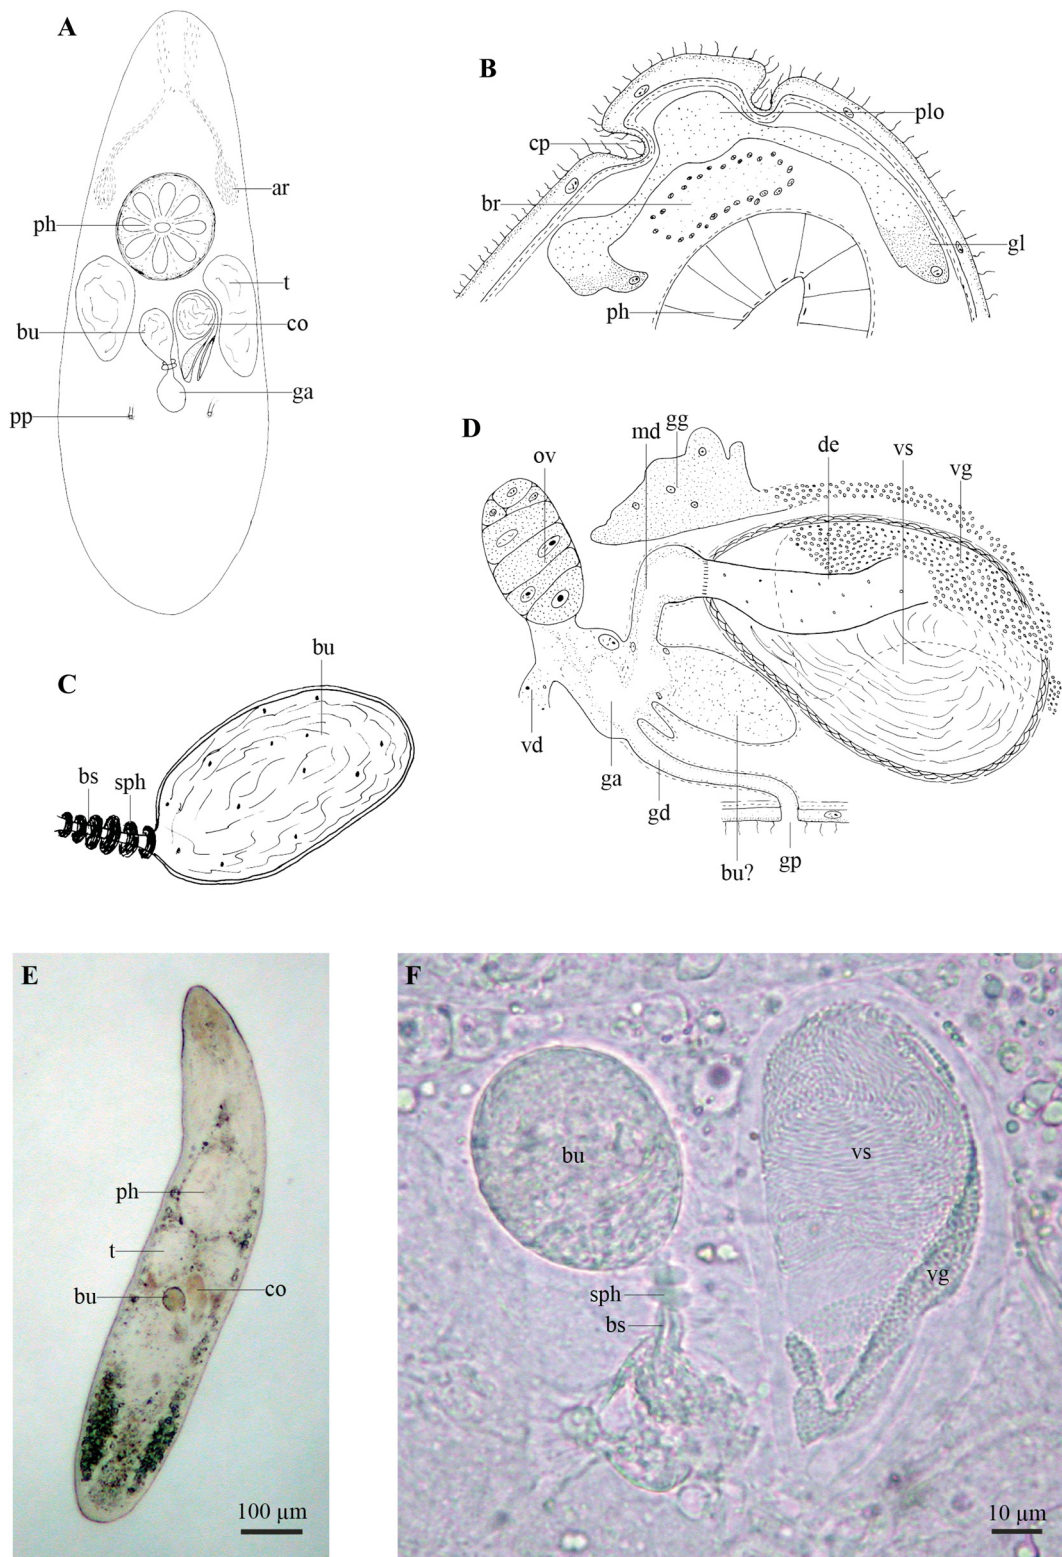 A
ar
ph
t
bu
co
ga
pp
B
plo
cp
br
gl
ph
C
bu
bs
sph
D
gg
md
ov
de
vs
vg
vd
ga
gd
gp
bu?
E
ph
t
bu
co
100 µm
F
bu
vs
vg
sph
bs
10 µm